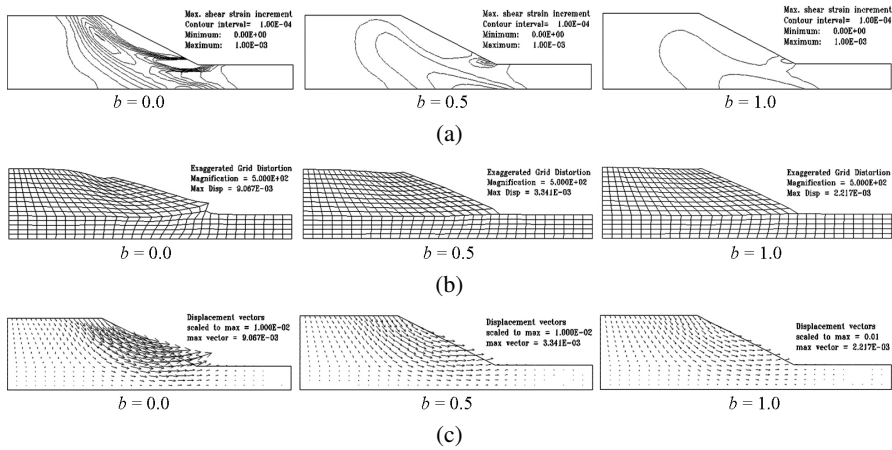 Max. shear strain increment
Contour interval= 1.00E-04
Minimum: 0.00E+00
Maximum: 1.00E-03
b = 0.0
Max. shear strain increment
Contour interval= 1.00E-04
Minimum: 0.00E+00
Maximum: 1.00E-03
b = 0.5
Max. shear strain increment
Contour interval= 1.00E-04
Minimum: 0.00E+00
Maximum: 1.00E-03
b = 1.0
(a)
Exaggerated Grid Distortion
Magnification = 5.000E+02
Max Disp = 9.067E-03
b = 0.0
Exaggerated Grid Distortion
Magnification = 5.000E+02
Max Disp = 3.341E-03
b = 0.5
Exaggerated Grid Distortion
Magnification = 5.000E+02
Max Disp = 2.217E-03
b = 1.0
(b)
Displacement vectors
scaled to max = 1.000E-02
max vector = 9.067E-03
b = 0.0
Displacement vectors
scaled to max = 1.000E-02
max vector = 3.341E-03
b = 0.5
Displacement vectors
scaled to max = 0.01
max vector = 2.217E-03
b = 1.0
(c)